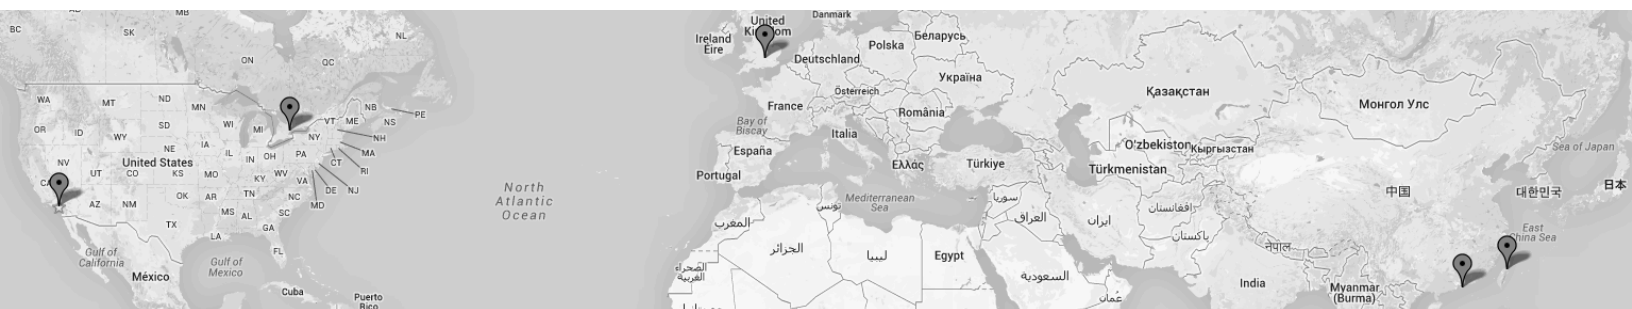 BC
AB
MB
SK
ON
QC
NL
NB
PE
NS
WA
MT
ND
MN
OR
ID
SD
WY
WI
MI
VT
ME
NY
NH
MA
NE
IA
IL
IN
OH
PA
CT
RI
NV
UT
United States
CO
KS
MO
KY
WV
VA
DE
NJ
MD
CA
AZ
NM
OK
AR
TN
NC
MS
AL
SC
TX
LA
GA
FL
Gulf of
California
Gulf of
Mexico
México
Cuba
Puerto
Rico
North
Atlantic
Ocean
United
Kingdom
Ireland
Éire
Danmark
Deutschland
Polska
Беларусь
Україна
Österreich
France
România
Bay of
Biscay
Italia
España
Portugal
Ελλάς
Türkiye
Mediterranean
Sea
المغرب
تونس
الجزائر
ليبيا
Egypt
الصحراء
الغربية
موريتانيا
سوريا
العراق
ایران
السعودية
عُمان
Қазақстан
Монгол Улс
O'zbekiston
Кыргызстан
Türkmenistan
افغانستان
پاکستان
नेपाल
India
Myanmar
(Burma)
中国
대한민국
日本
Sea of Japan
East
China Sea